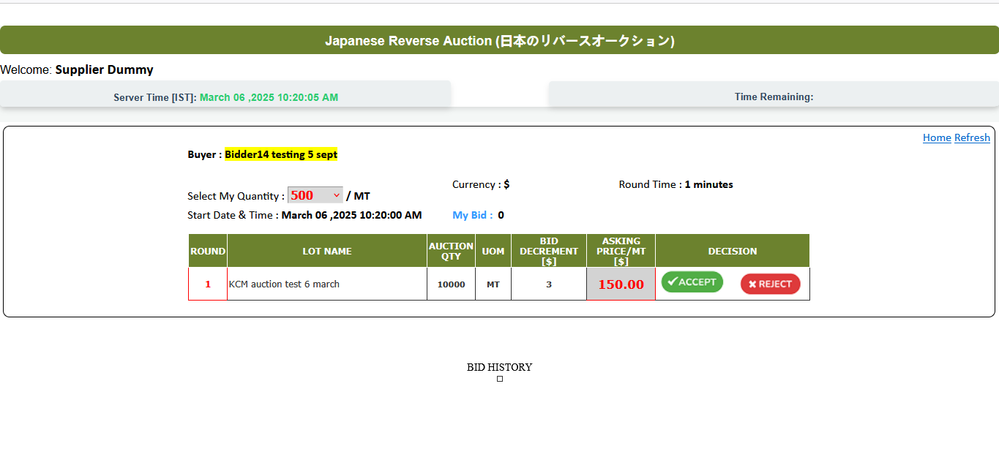 Japanese Reverse Auction (日本のリバースオークション)
Welcome: Supplier Dummy
Server Time [IST]: March 06 ,2025 10:20:05 AM
Time Remaining:
Home Refresh
Buyer : Bidder14 testing 5 sept
Currency : $
Round Time : 1 minutes
Select My Quantity : 500 / MT
Start Date & Time : March 06 ,2025 10:20:00 AM
My Bid : 0
ROUND
LOT NAME
AUCTION
QTY
UOM
BID
DECREMENT
[$]
ASKING
PRICE/MT
[$]
DECISION
1
KCM auction test 6 march
10000
MT
3
150.00
ACCEPT
REJECT
BID HISTORY